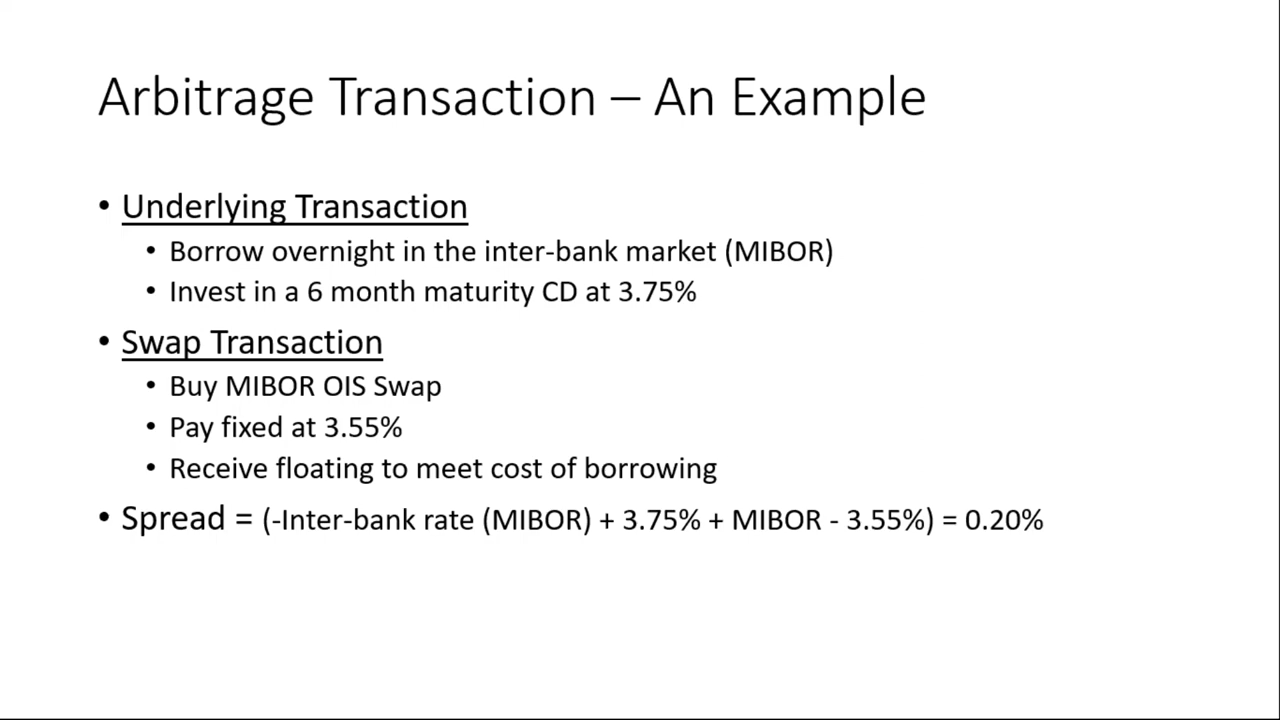 Arbitrage Transaction – An Example
• Underlying Transaction
• Borrow overnight in the inter-bank market (MIBOR)
• Invest in a 6 month maturity CD at 3.75%
• Swap Transaction
• Buy MIBOR OIS Swap
• Pay fixed at 3.55%
• Receive floating to meet cost of borrowing
• Spread = (-Inter-bank rate (MIBOR) + 3.75% + MIBOR - 3.55%) = 0.20%